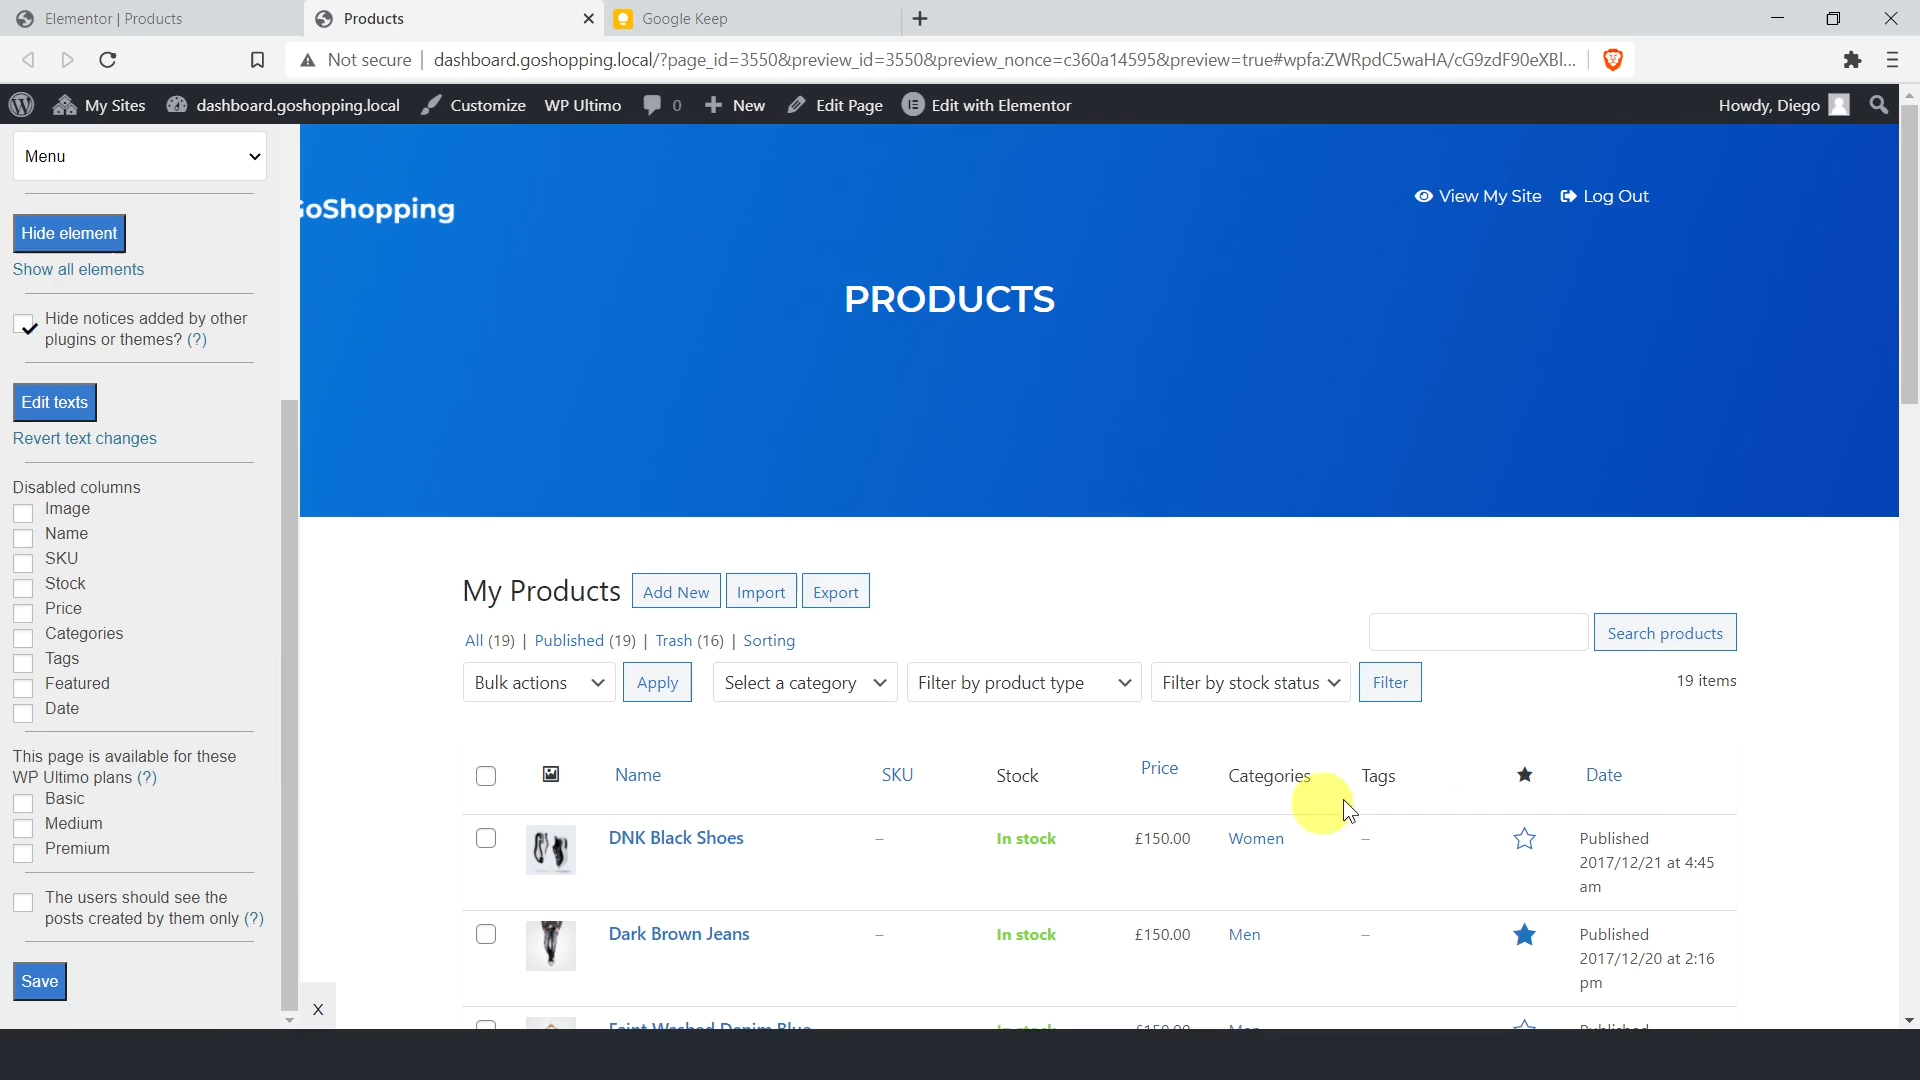 Elementor | Products
Products
Google Keep
Not secure
dashboard.goshopping.local/?page_id=3550&preview_id=3550&preview_nonce=c360a14595&preview=true#wpfa:ZWRpdC5waHA/cG9zdF90eXBl...
My Sites
dashboard.goshopping.local
Customize
WP Ultimo
0
New
Edit Page
Edit with Elementor
Howdy, Diego
Menu
Hide element
Show all elements
Hide notices added by other
plugins or themes? (?)
Edit texts
Revert text changes
Disabled columns
Image
Name
SKU
Stock
Price
Categories
Tags
Featured
Date
This page is available for these
WP Ultimo plans (?)
Basic
Medium
Premium
The users should see the
posts created by them only (?)
Save
X
GoShopping
View My Site
Log Out
PRODUCTS
My Products
Add New
Import
Export
All (19) | Published (19) | Trash (16) | Sorting
Search products
Bulk actions
Apply
Select a category
Filter by product type
Filter by stock status
Filter
19 items
Name SKU Stock Price Categories Tags Date
DNK Black Shoes – In stock £150.00 Women – Published
2017/12/21 at 4:45
am
Dark Brown Jeans – In stock £150.00 Men – Published
2017/12/20 at 2:16
pm